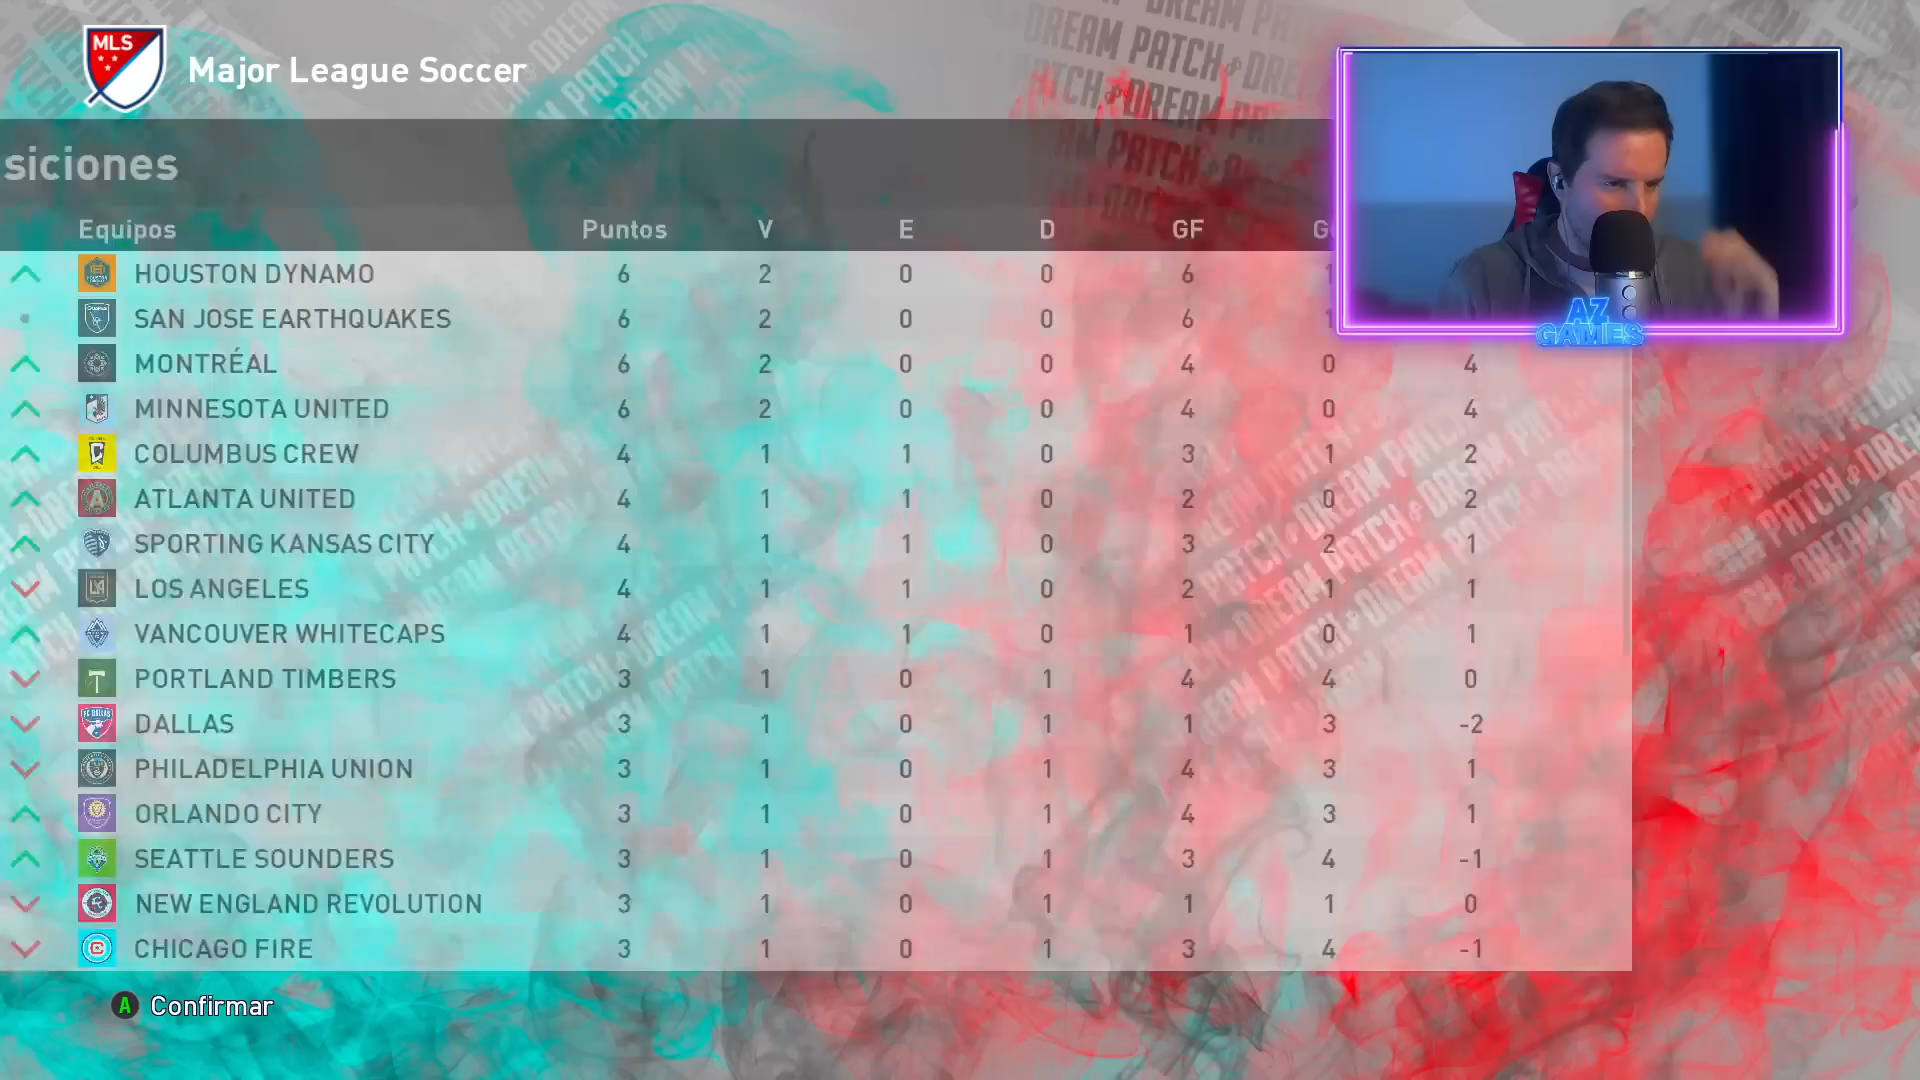 MLS
Major League Soccer
siciones
Equipos Puntos V E D GF
HOUSTON DYNAMO 6 2 0 0 6
SAN JOSE EARTHQUAKES 6 2 0 0 6
MONTRÉAL 6 2 0 0 4 0 4
MINNESOTA UNITED 6 2 0 0 4 0 4
COLUMBUS CREW 4 1 1 0 3 1 2
ATLANTA UNITED 4 1 1 0 2 0 2
SPORTING KANSAS CITY 4 1 1 0 3 2 1
LOS ANGELES 4 1 1 0 2 1 1
VANCOUVER WHITECAPS 4 1 1 0 1 0 1
PORTLAND TIMBERS 3 1 0 1 4 4 0
DALLAS 3 1 0 1 1 3 -2
PHILADELPHIA UNION 3 1 0 1 4 3 1
ORLANDO CITY 3 1 0 1 4 3 1
SEATTLE SOUNDERS 3 1 0 1 3 4 -1
NEW ENGLAND REVOLUTION 3 1 0 1 1 1 0
CHICAGO FIRE 3 1 0 1 3 4 -1
A Confirmar
AZ
GAMES
DREAM PATCH